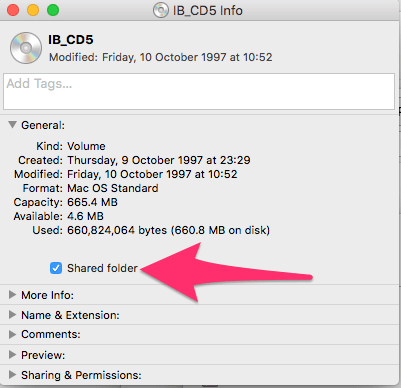 IB_CD5 Info
IB_CD5
Modified: Friday, 10 October 1997 at 10:52
Add Tags...
General:
Kind: Volume
Created: Thursday, 9 October 1997 at 23:29
Modified: Friday, 10 October 1997 at 10:52
Format: Mac OS Standard
Capacity: 665.4 MB
Available: 4.6 MB
Used: 660,824,064 bytes (660.8 MB on disk)
Shared folder
More Info:
Name & Extension:
Comments:
Preview:
Sharing & Permissions: